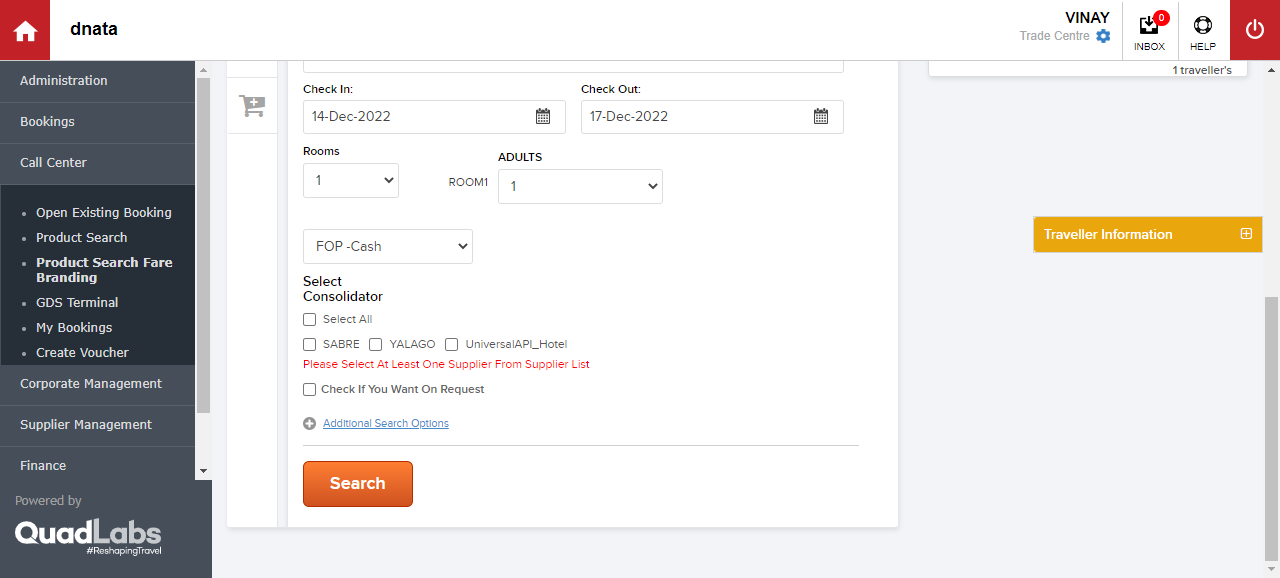 dnata
VINAY
Trade Centre
0
INBOX
HELP
Administration
Bookings
Call Center
Open Existing Booking
Product Search
Product Search Fare
Branding
GDS Terminal
My Bookings
Create Voucher
Corporate Management
Supplier Management
Finance
Powered by
QuadLabs
#ReshapingTravel
Check In: Check Out:
14-Dec-2022 17-Dec-2022
Rooms ADULTS
1 ROOM1 1
FOP -Cash
Select
Consolidator
Select All
SABRE YALAGO UniversalAPI_Hotel
Please Select At Least One Supplier From Supplier List
Check If You Want On Request
Additional Search Options
Search
1 traveller's
Traveller Information